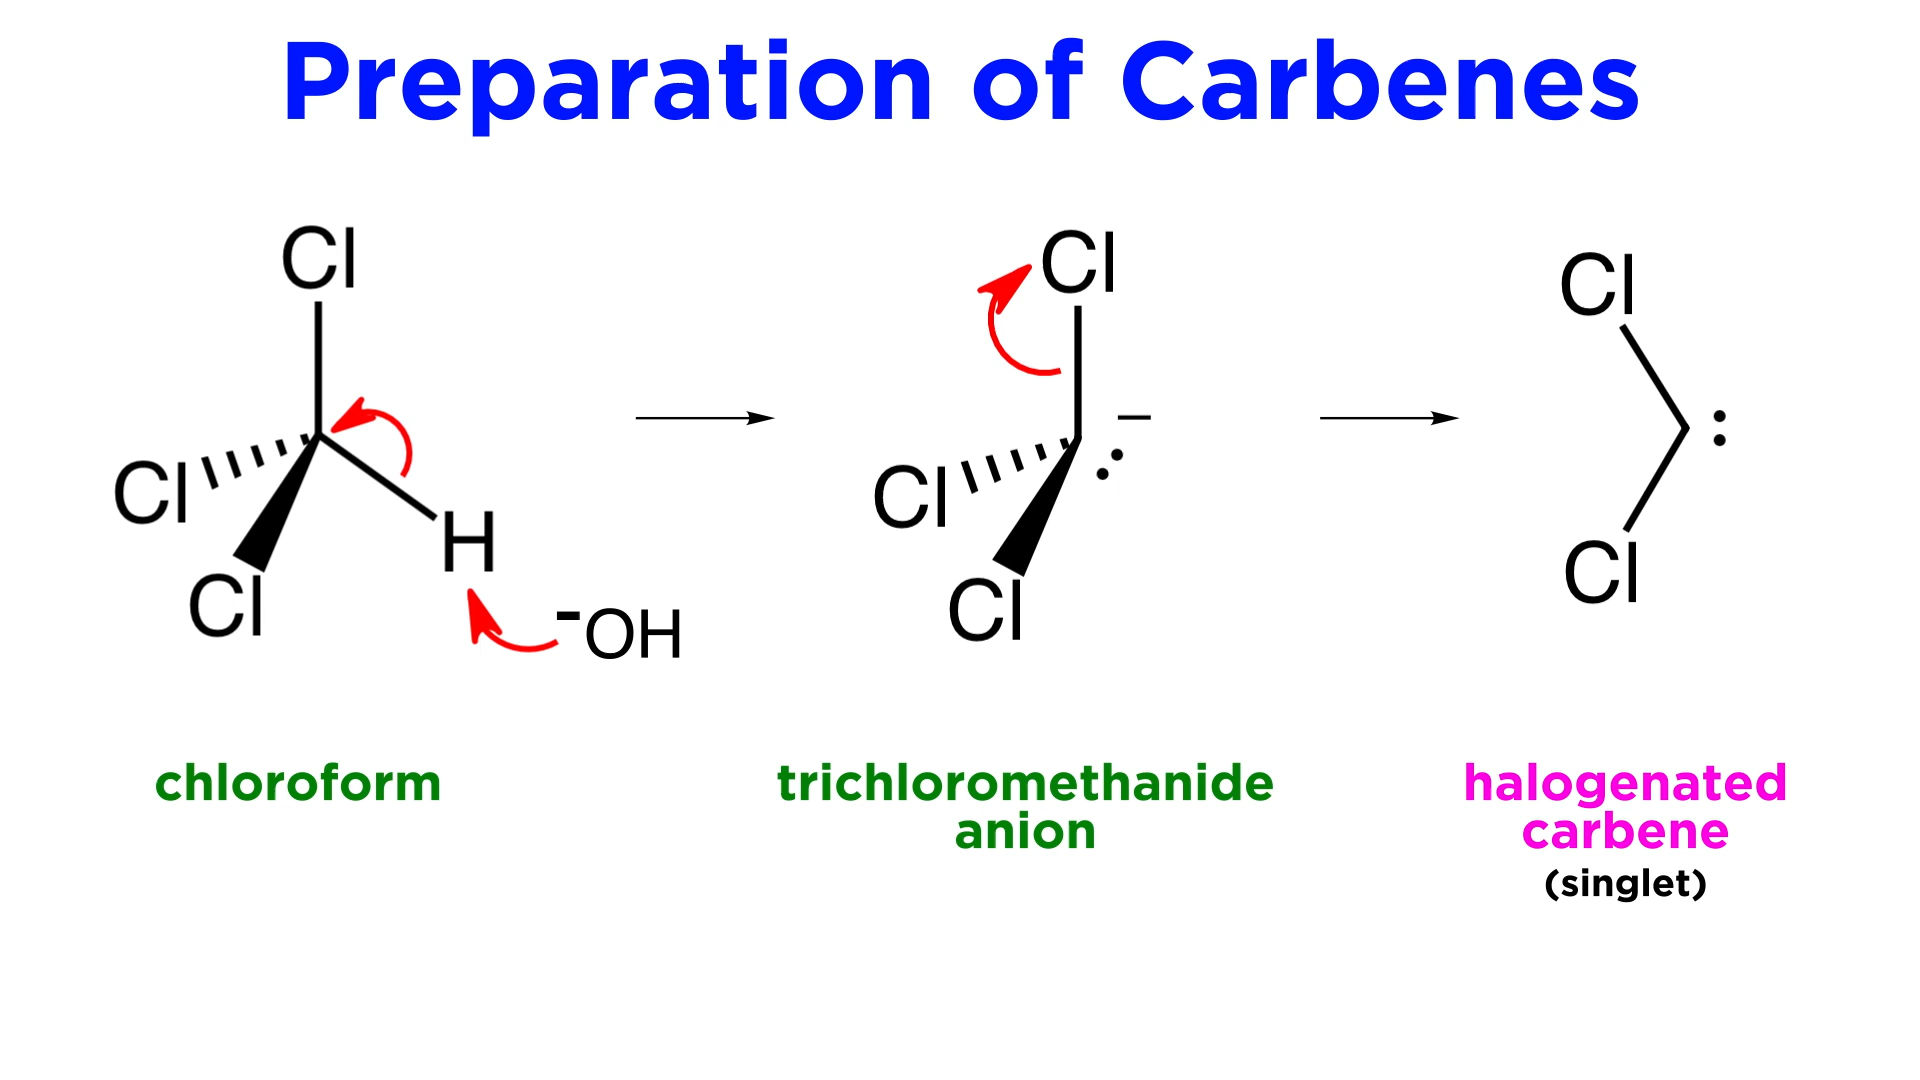 Preparation of Carbenes
Cl
Cl
Cl
H
-OH
Cl
Cl
Cl
–
:
Cl
Cl
:
chloroform
trichloromethanide
anion
halogenated
carbene
(singlet)